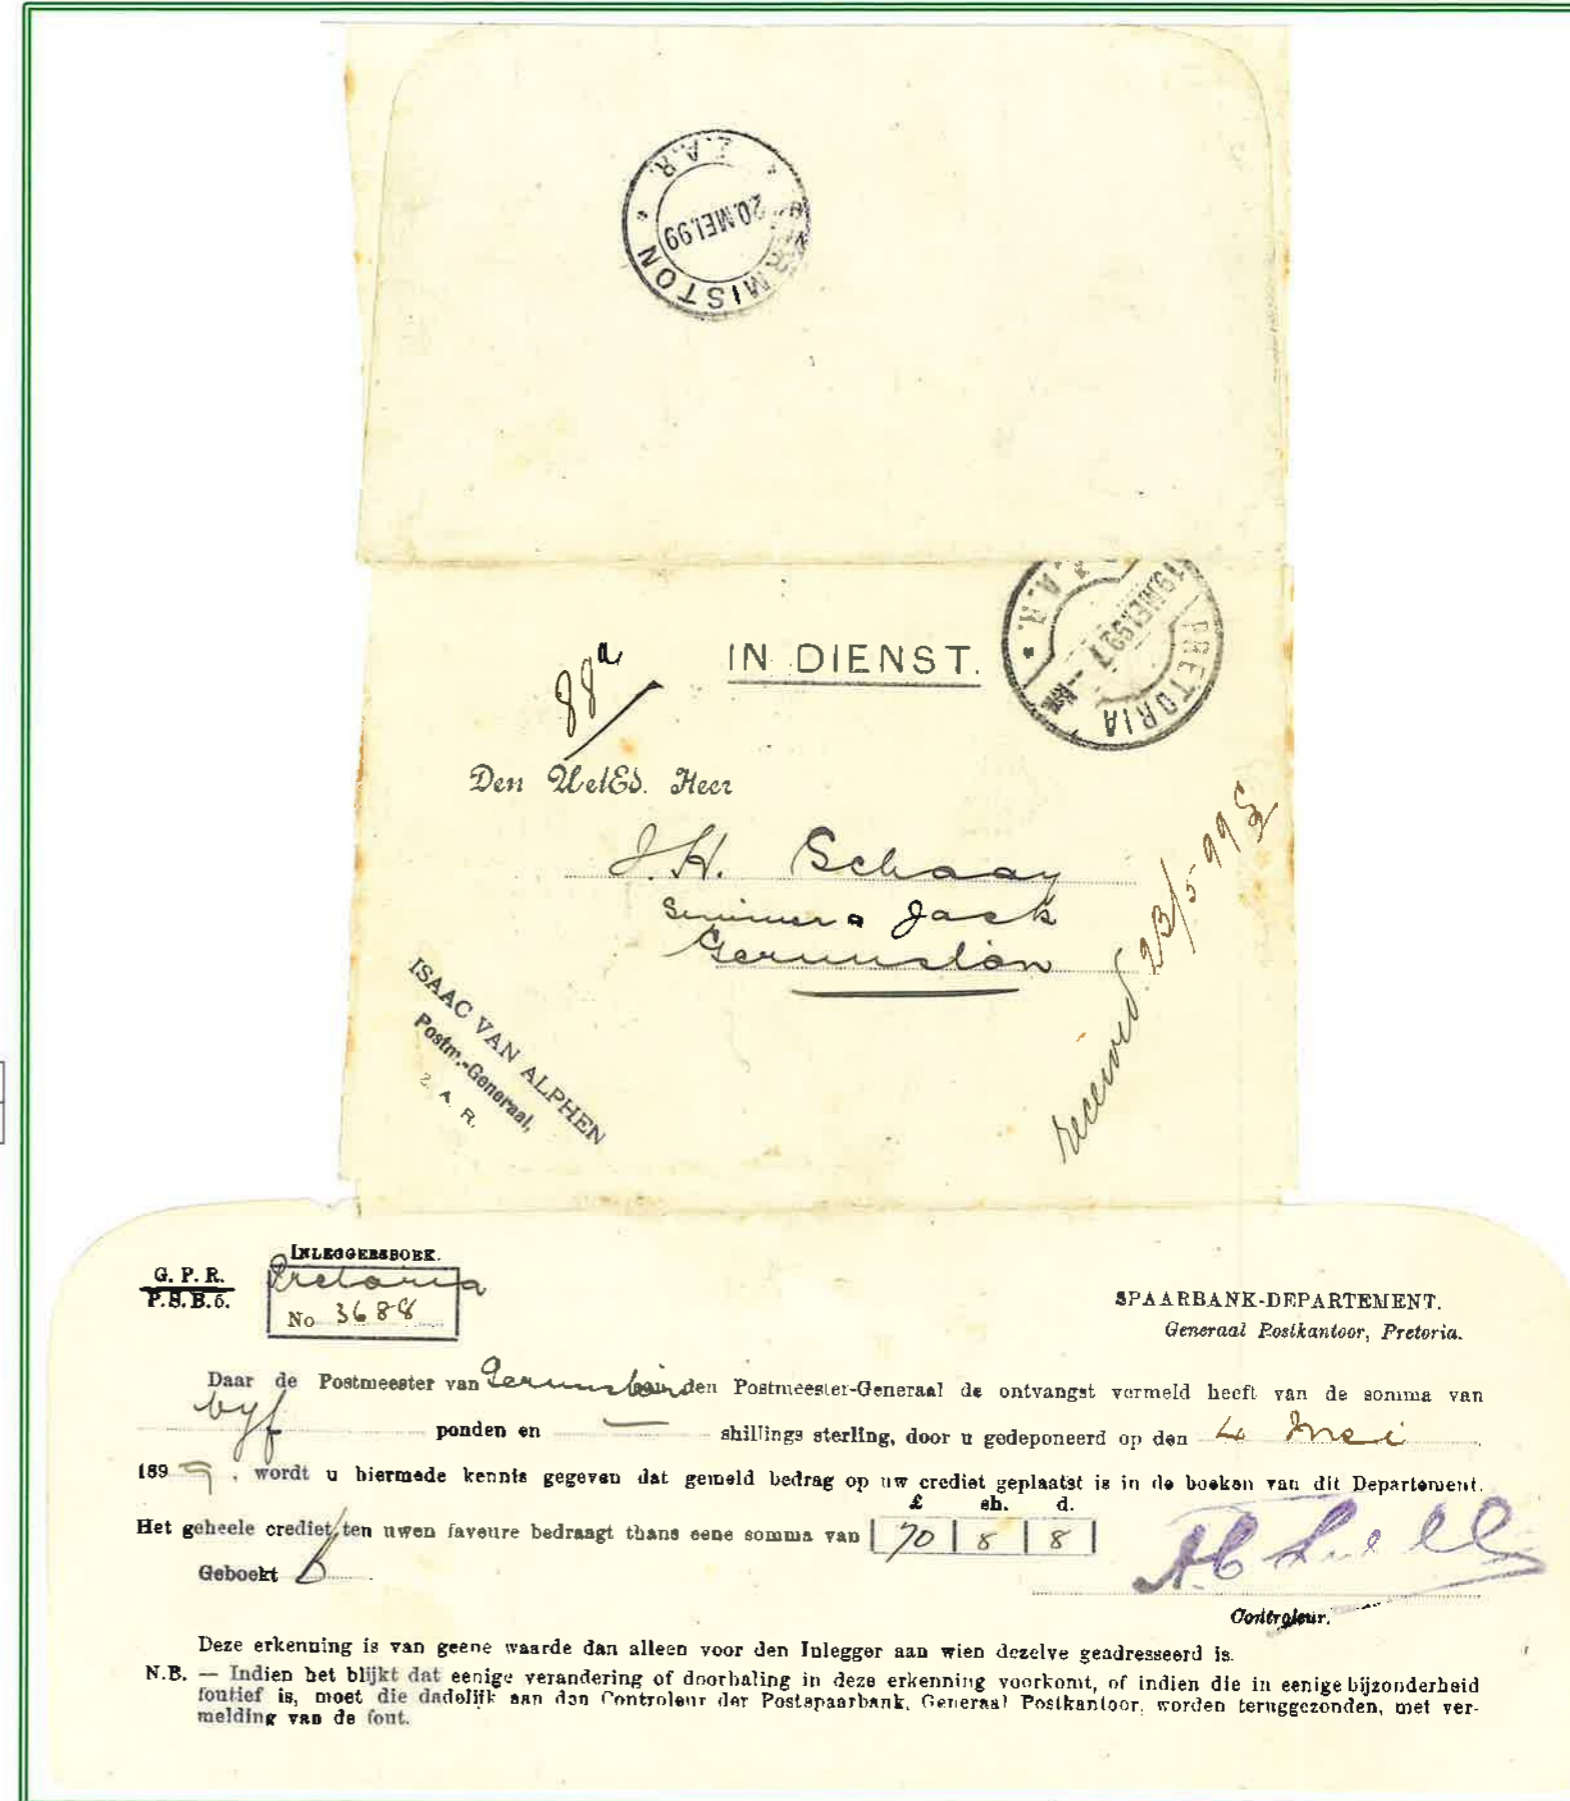 GERMISTON
Z.A.R.
20.MEI.99
IN DIENST.
PRETORIA
Z.A.R.
19.MEI.99
88a
Den WelEd. Heer
J. H. Schaay
Simmer & Jack
Germiston
received 23/5-99
ISAAC VAN ALPHEN
Postm.-Generaal,
Z. A. R.
INLEGGERSBOEK.
G. P. R.
P.S.B.5.
Pretoria
No 3688
SPAARBANK-DEPARTEMENT.
Generaal Postkantoor, Pretoria.
Daar de Postmeester van Germiston aan den Postmeester-Generaal de ontvangst vermeld heeft van de somma van
vyf ponden en — shillings sterling, door u gedeponeerd op den 4 Mei
1899, wordt u hiermede kennis gegeven dat gemeld bedrag op uw crediet geplaatst is in de boeken van dit Departement.
£ sh. d.
Het geheele crediet ten uwen faveure bedraagt thans eene somma van 70 8 8
Geboekt
Controleur.
Deze erkenning is van geene waarde dan alleen voor den Inlegger aan wien dezelve geadresseerd is.
N.B. — Indien het blijkt dat eenige verandering of doorhaling in deze erkenning voorkomt, of indien die in eenige bijzonderheid
foutief is, moet die dadelijk aan den Controleur der Postspaarbank, Generaal Postkantoor, worden teruggezonden, met ver-
melding van de fout.